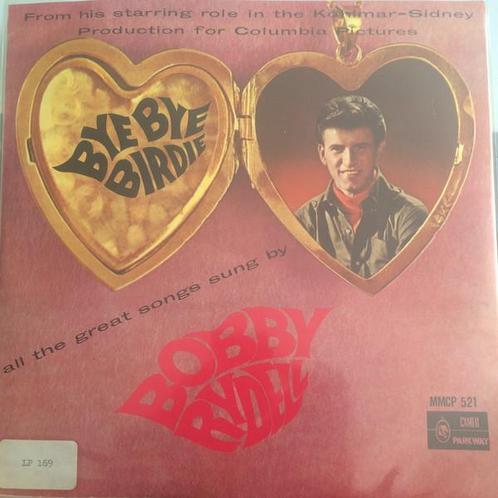 From his starring role in the Kohlmar-Sidney
Production for Columbia Pictures
BYE BYE
BIRDIE
all the great songs sung by
BOBBY
RYDELL
MMCP 521
CAMEO
PARKWAY
LP 169